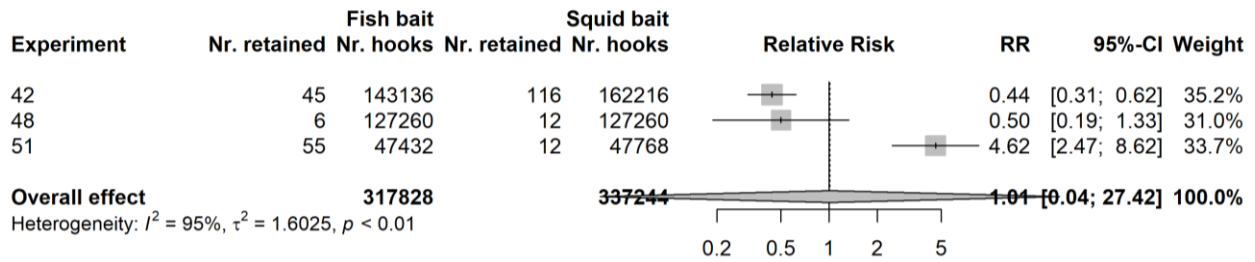 Fish bait Squid bait
Experiment Nr. retained Nr. hooks Nr. retained Nr. hooks Relative Risk RR 95%-CI Weight
42 45 143136 116 162216 0.44 [0.31; 0.62] 35.2%
48 6 127260 12 127260 0.50 [0.19; 1.33] 31.0%
51 55 47432 12 47768 4.62 [2.47; 8.62] 33.7%
Overall effect 317828 337244 1.01 [0.04; 27.42] 100.0%
Heterogeneity: I² = 95%, τ² = 1.6025, p < 0.01
0.2 0.5 1 2 5